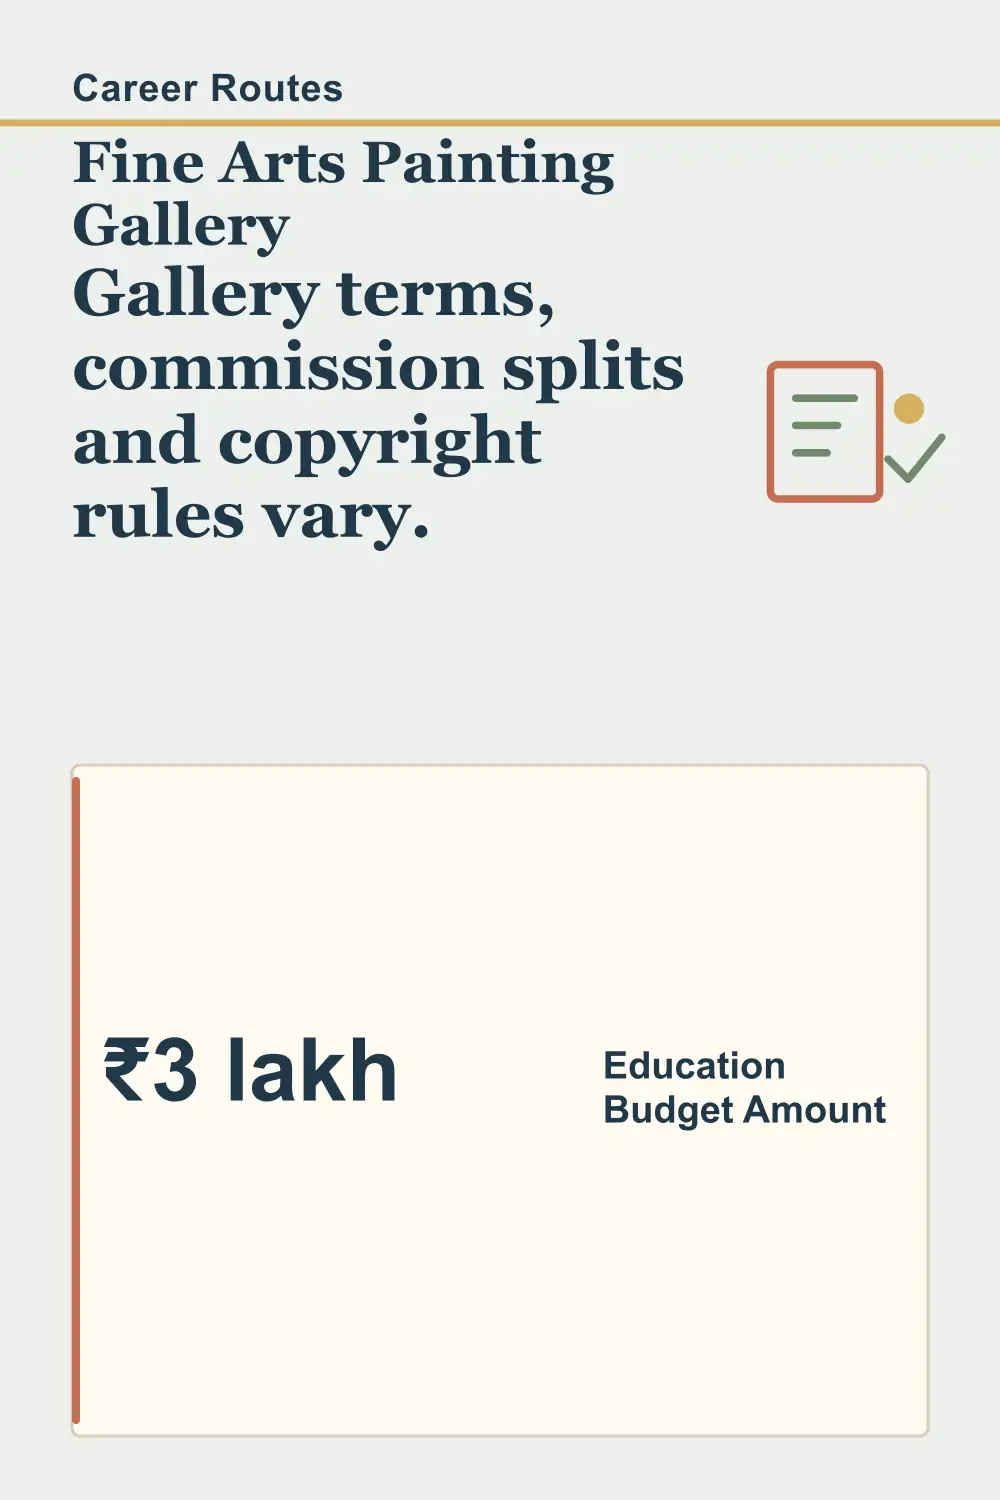 Career Routes
Fine Arts Painting
Gallery
Gallery terms,
commission splits
and copyright
rules vary.
₹3 lakh
Education
Budget Amount